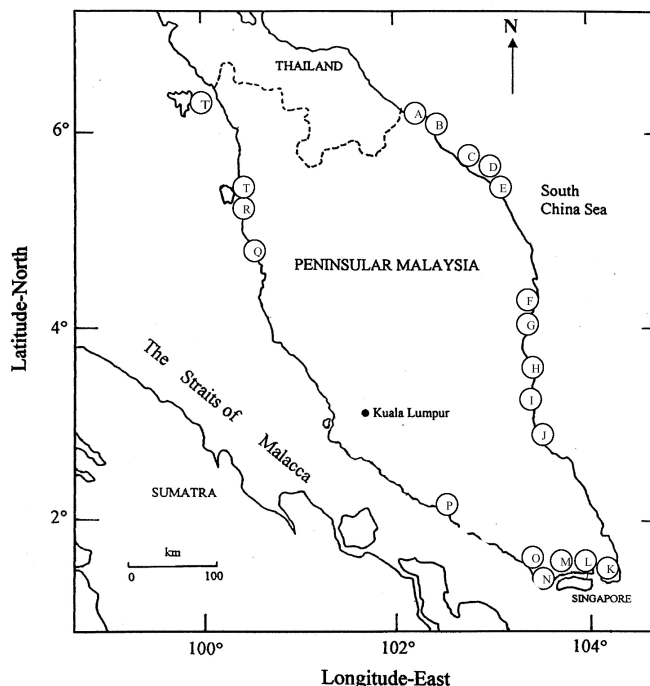 N
THAILAND
T
A
B
6°
C
D
T
E
South
China Sea
R
Q
PENINSULAR MALAYSIA
F
G
4°
Latitude-North
The Straits of Malacca
H
I
Kuala Lumpur
J
SUMATRA
P
2°
km
0 100
O
M
L
K
N
SINGAPORE
100°
102°
104°
Longitude-East